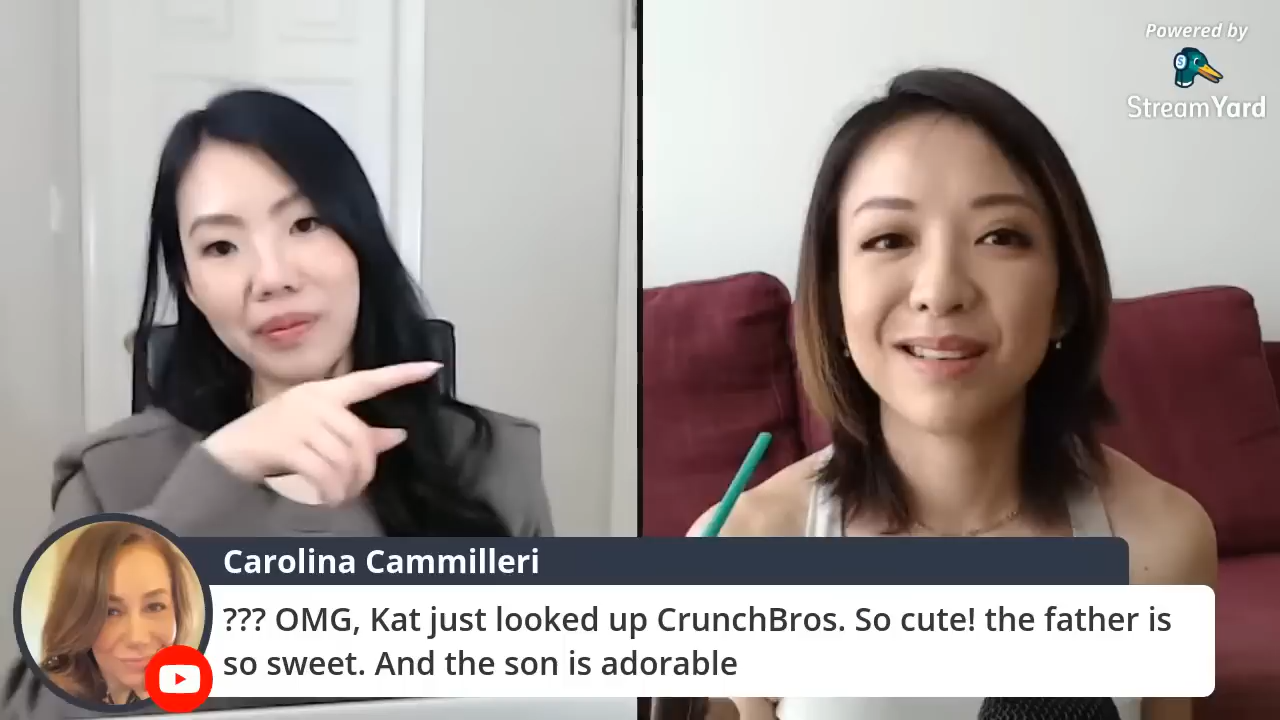 Powered by
StreamYard
Carolina Cammilleri
??? OMG, Kat just looked up CrunchBros. So cute! the father is
so sweet. And the son is adorable